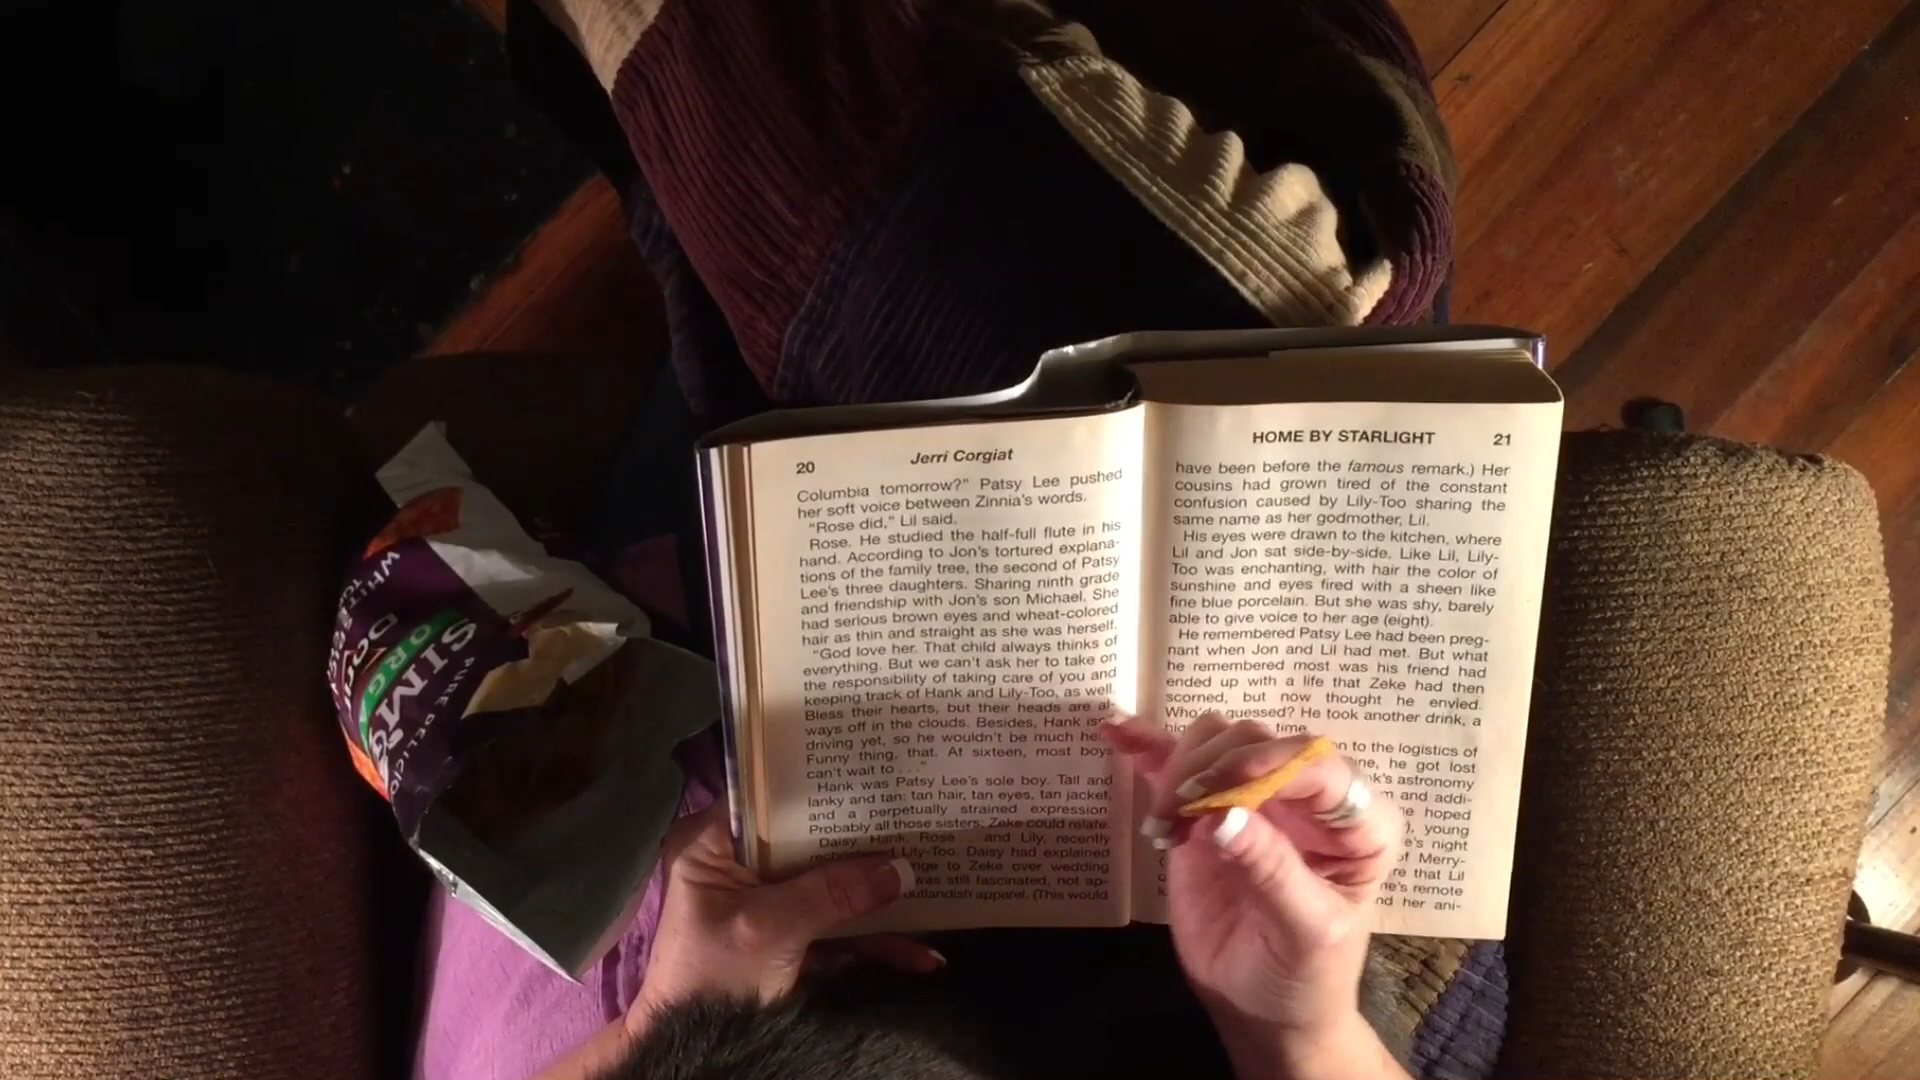 20
Jerri Corgiat
Columbia tomorrow?" Patsy Lee pushed
her soft voice between Zinnia's words.
"Rose did," Lil said.
Rose. He studied the half-full flute in his
hand. According to Jon's tortured explana-
tions of the family tree, the second of Patsy
Lee's three daughters. Sharing ninth grade
and friendship with Jon's son Michael. She
had serious brown eyes and wheat-colored
hair as thin and straight as she was herself.
"God love her. That child always thinks of
everything. But we can't ask her to take on
the responsibility of taking care of you and
keeping track of Hank and Lily-Too, as well.
Bless their hearts, but their heads are al-
ways off in the clouds. Besides, Hank isn'
driving yet, so he wouldn't be much hel
Funny thing, that. At sixteen, most boys
can't wait to . . ."
Hank was Patsy Lee's sole boy. Tall and
lanky and tan: tan hair, tan eyes, tan jacket,
and a perpetually strained expression.
Probably all those sisters; Zeke could relate.
Daisy, Hank, Rose and Lily, recently
Lily-Too. Daisy had explained
to Zeke over wedding
was still fascinated, not ap-
outlandish apparel. (This would
HOME BY STARLIGHT
21
have been before the famous remark.) Her
cousins had grown tired of the constant
confusion caused by Lily-Too sharing the
same name as her godmother, Lil.
His eyes were drawn to the kitchen, where
Lil and Jon sat side-by-side. Like Lil, Lily-
Too was enchanting, with hair the color of
sunshine and eyes fired with a sheen like
fine blue porcelain. But she was shy, barely
able to give voice to her age (eight).
He remembered Patsy Lee had been preg-
nant when Jon and Lil had met. But what
he remembered most was his friend had
ended up with a life that Zeke had then
scorned, but now thought he envied.
Who'da guessed? He took another drink, a
time.
to the logistics of
he got lost
astronomy
and addi-
he hoped
young
night
of Merry-
that Lil
remote
her ani-
PURE DELICIO
SIM
ORGA
DO
WHITE